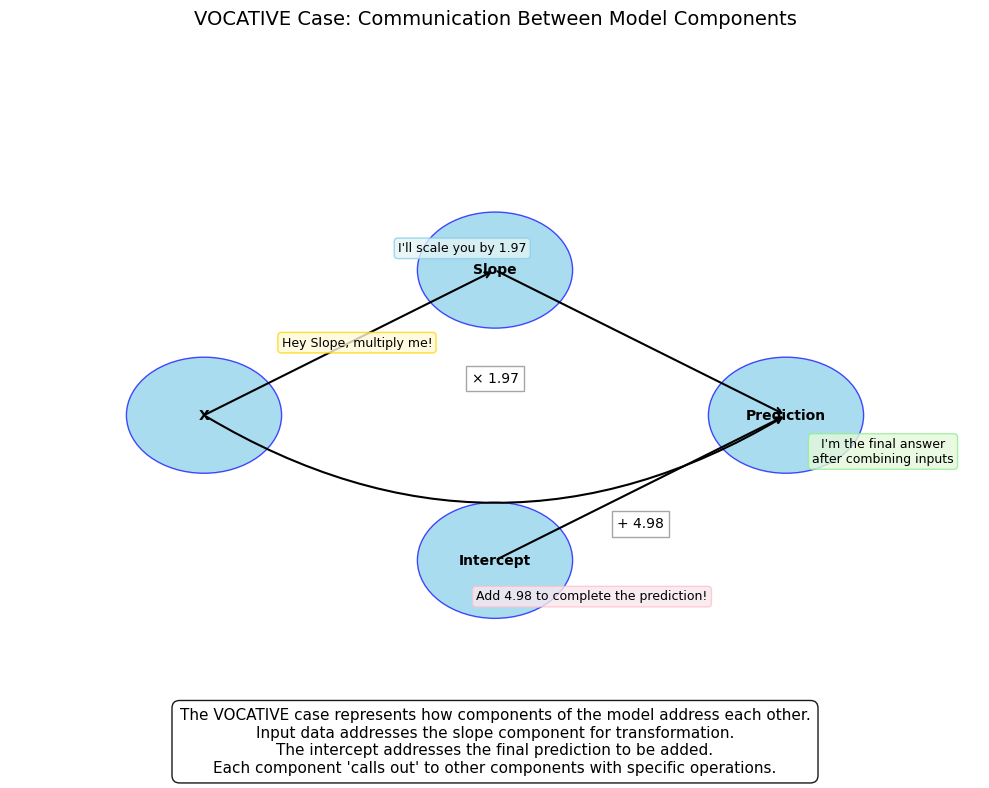 VOCATIVE Case: Communication Between Model Components
I'll scale you by 1.97
Slope
Hey Slope, multiply me!
× 1.97
X
Prediction
I'm the final answer
after combining inputs
+ 4.98
Intercept
Add 4.98 to complete the prediction!
The VOCATIVE case represents how components of the model address each other.
Input data addresses the slope component for transformation.
The intercept addresses the final prediction to be added.
Each component 'calls out' to other components with specific operations.